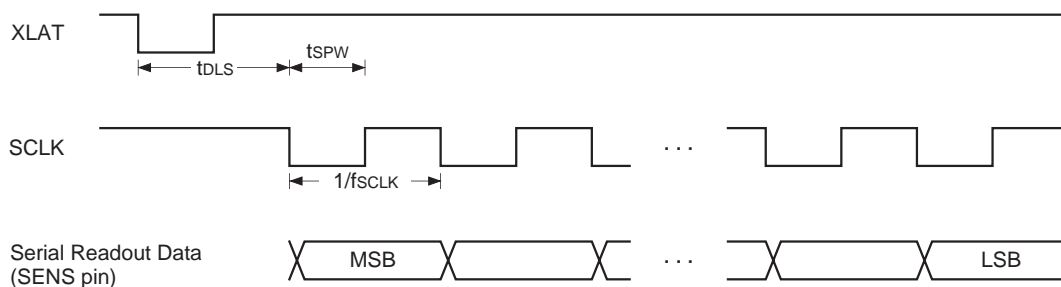 XLAT
tDLS
tSPW
SCLK
...
1/fSCLK
Serial Readout Data
(SENS pin)
MSB
...
LSB